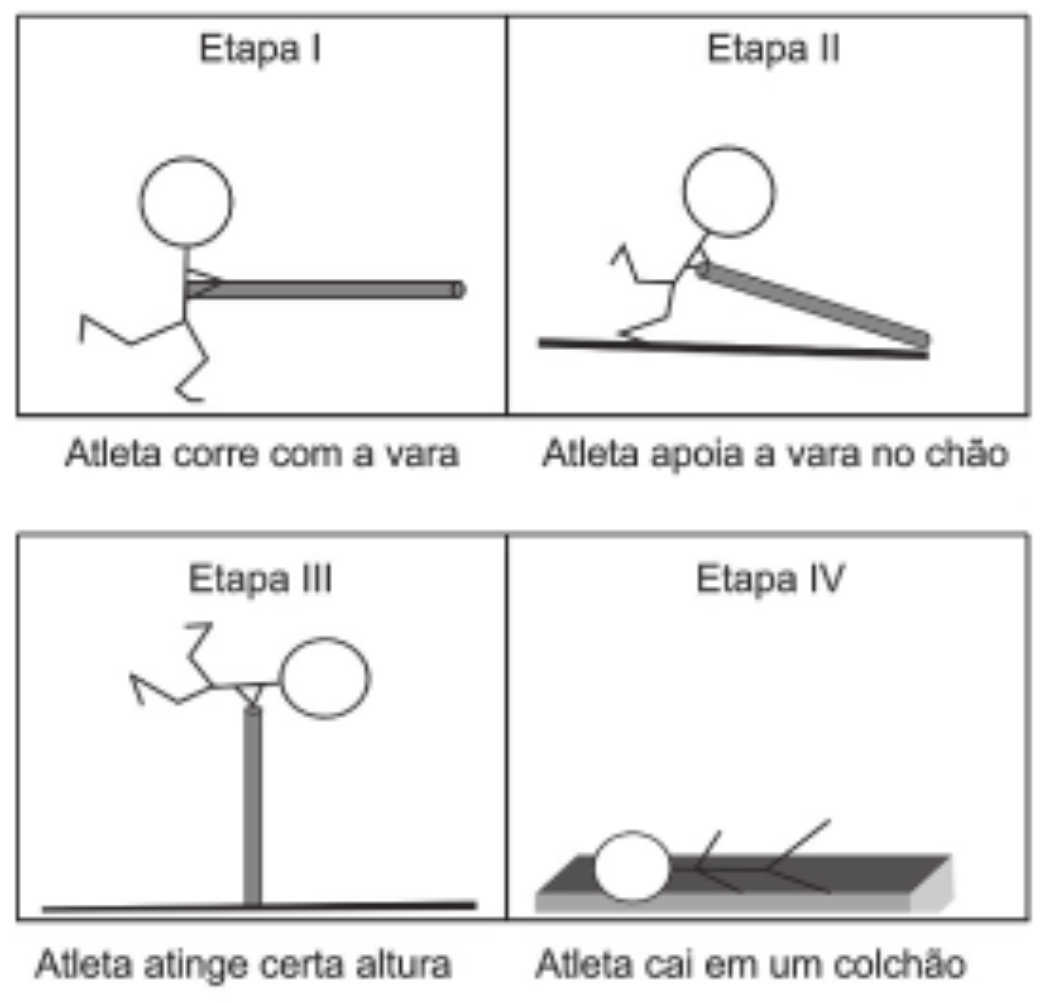 Etapa I
Etapa II
Atleta corre com a vara
Atleta apoia a vara no chão
Etapa III
Etapa IV
Atleta atinge certa altura
Atleta cai em um colchão